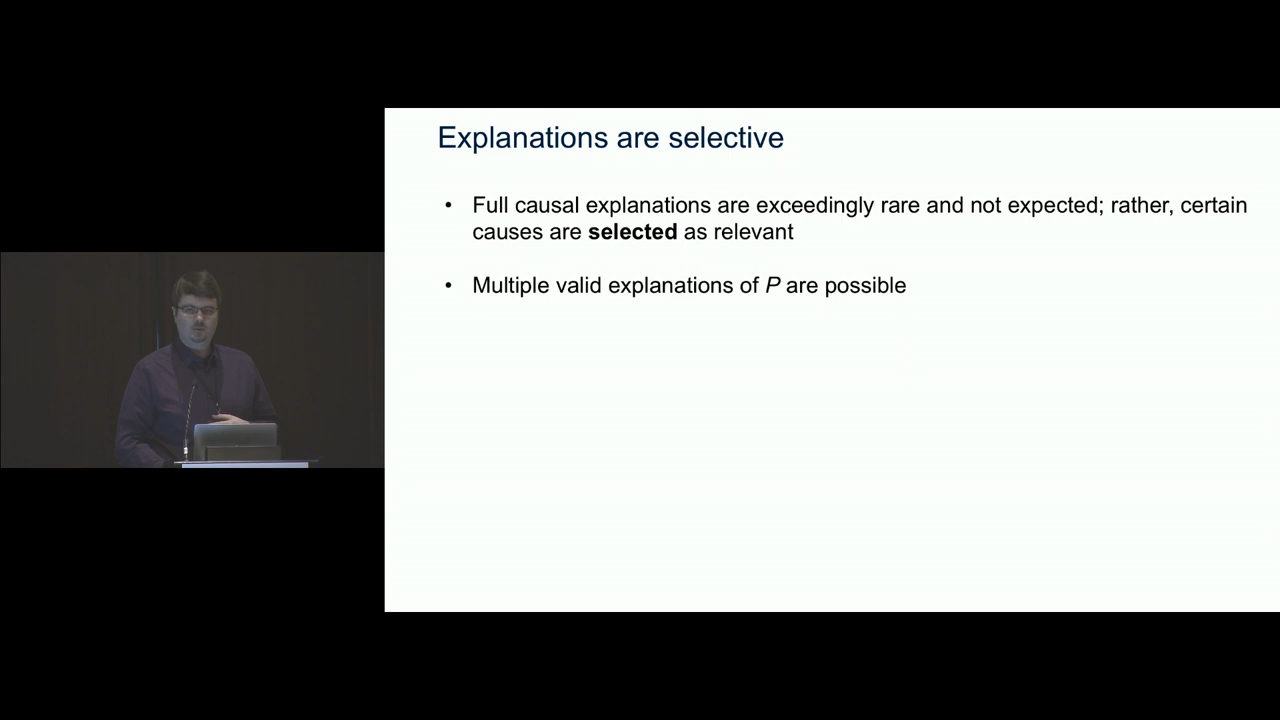 Explanations are selective
• Full causal explanations are exceedingly rare and not expected; rather, certain
causes are selected as relevant
• Multiple valid explanations of P are possible